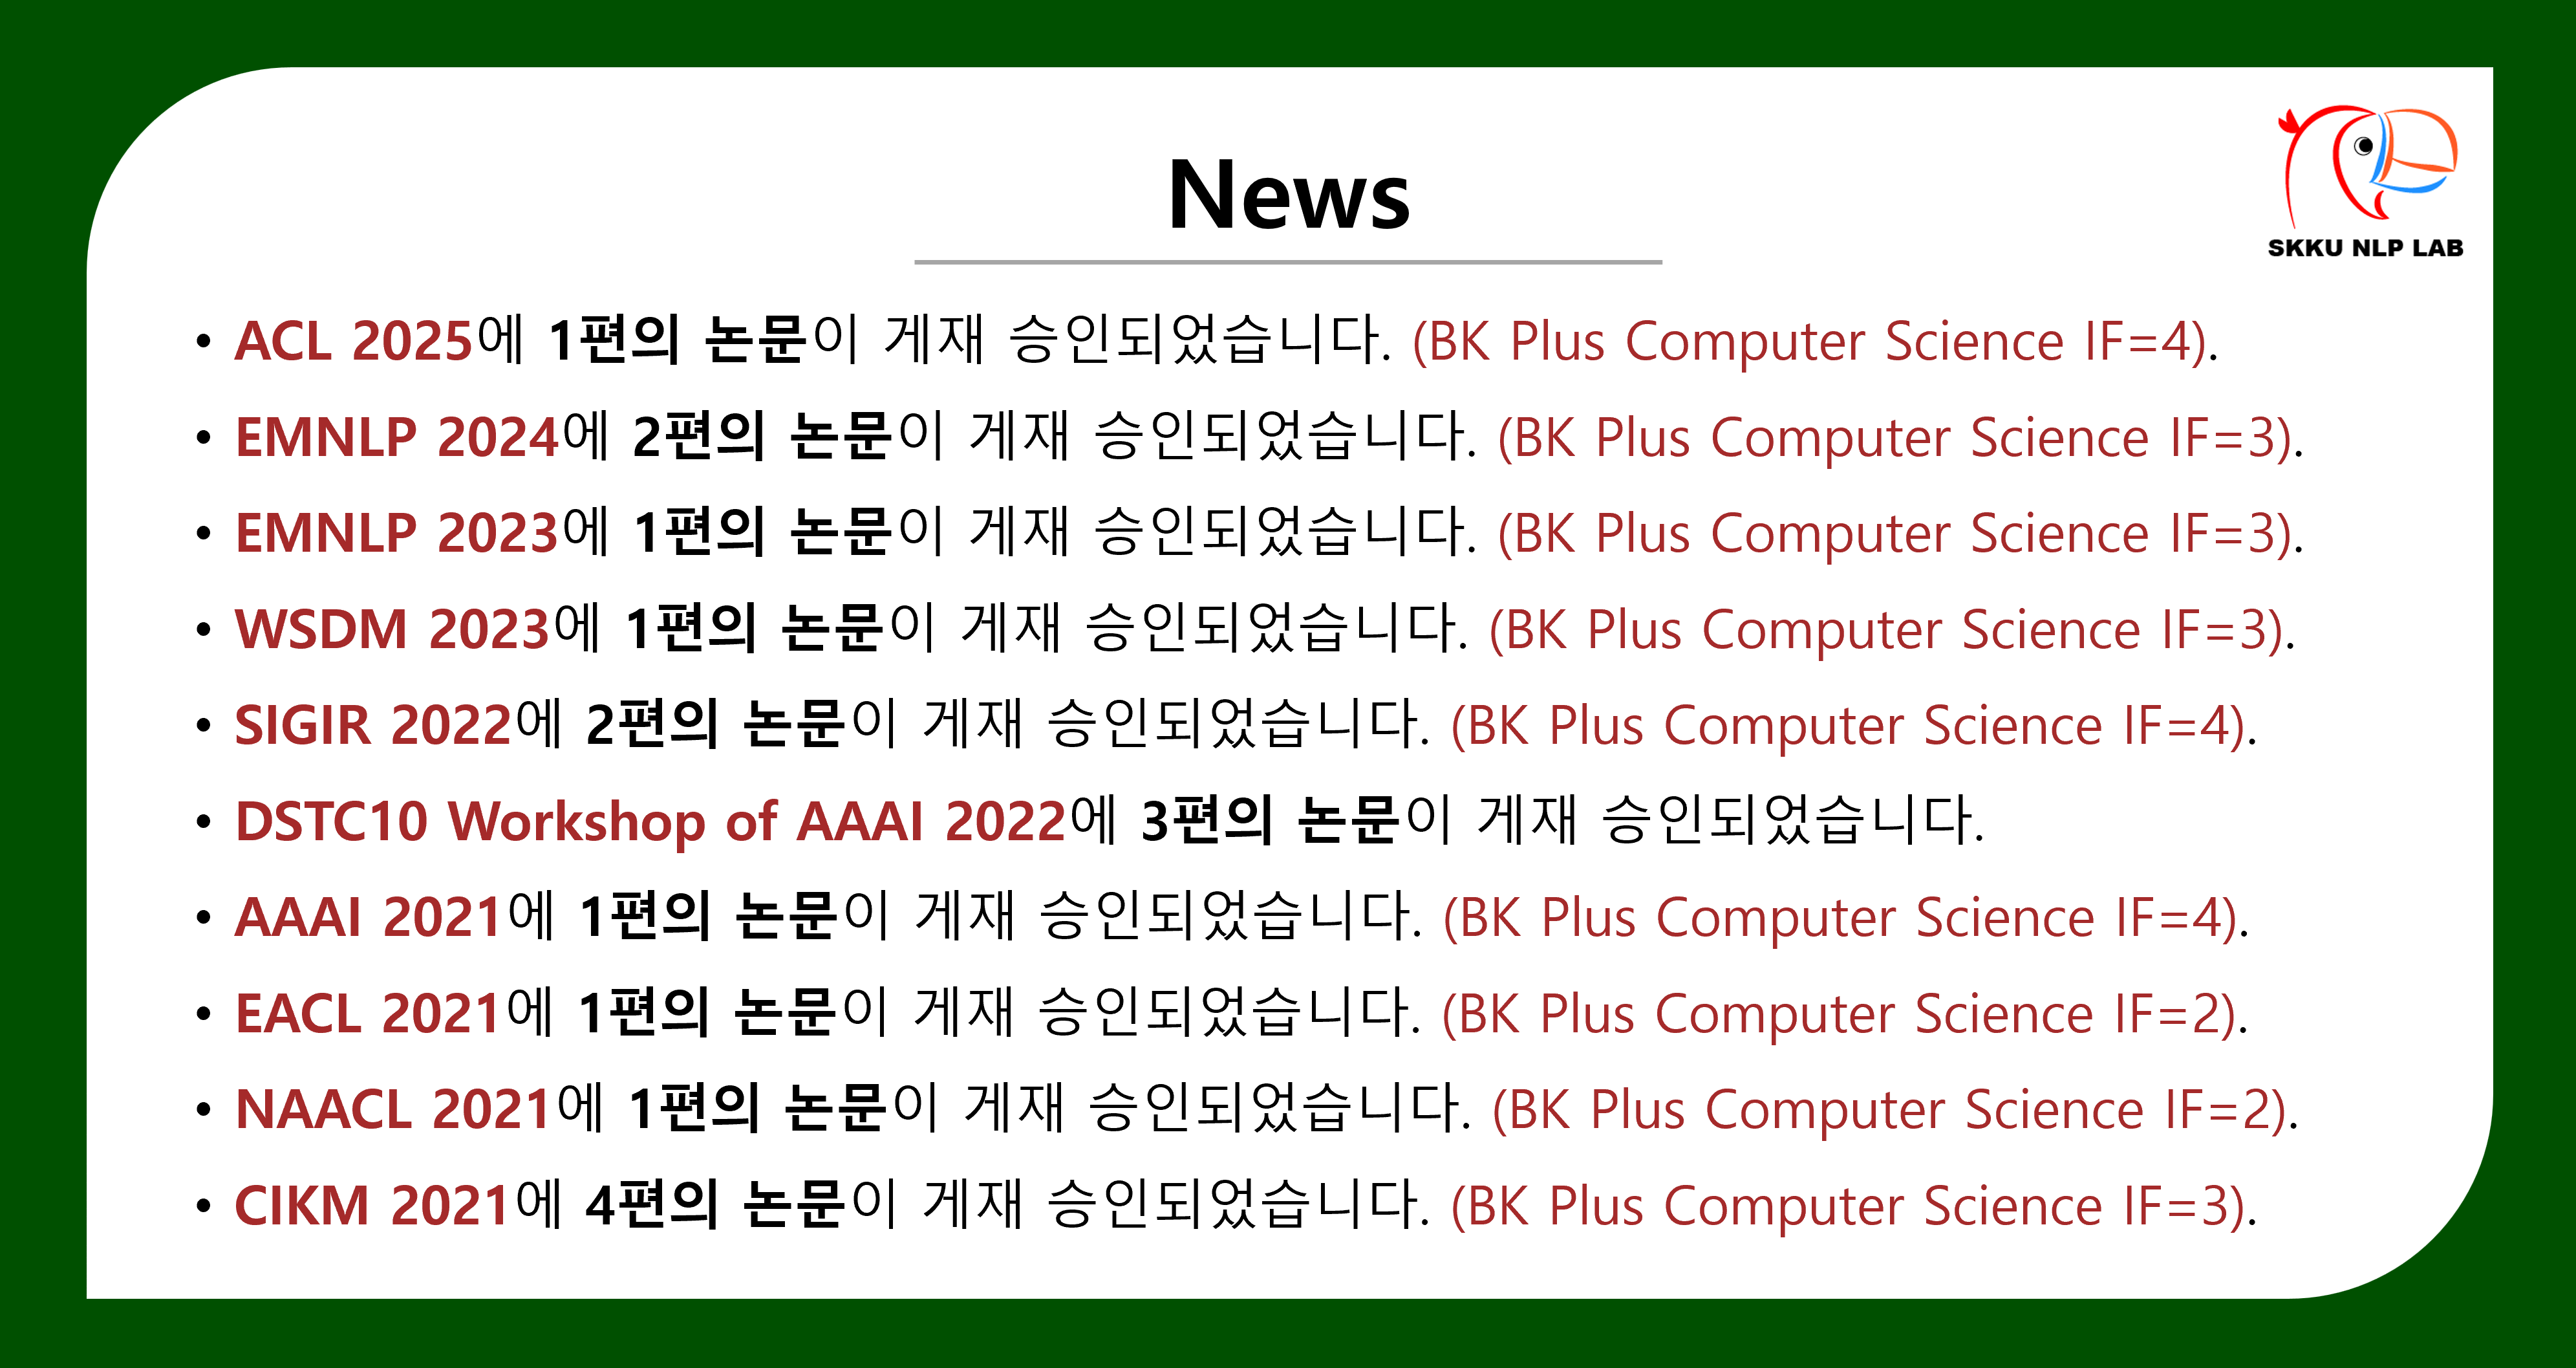 News
SKKU NLP LAB
• ACL 2025에 1편의 논문이 게재 승인되었습니다. (BK Plus Computer Science IF=4).
• EMNLP 2024에 2편의 논문이 게재 승인되었습니다. (BK Plus Computer Science IF=3).
• EMNLP 2023에 1편의 논문이 게재 승인되었습니다. (BK Plus Computer Science IF=3).
• WSDM 2023에 1편의 논문이 게재 승인되었습니다. (BK Plus Computer Science IF=3).
• SIGIR 2022에 2편의 논문이 게재 승인되었습니다. (BK Plus Computer Science IF=4).
• DSTC10 Workshop of AAAI 2022에 3편의 논문이 게재 승인되었습니다.
• AAAI 2021에 1편의 논문이 게재 승인되었습니다. (BK Plus Computer Science IF=4).
• EACL 2021에 1편의 논문이 게재 승인되었습니다. (BK Plus Computer Science IF=2).
• NAACL 2021에 1편의 논문이 게재 승인되었습니다. (BK Plus Computer Science IF=2).
• CIKM 2021에 4편의 논문이 게재 승인되었습니다. (BK Plus Computer Science IF=3).